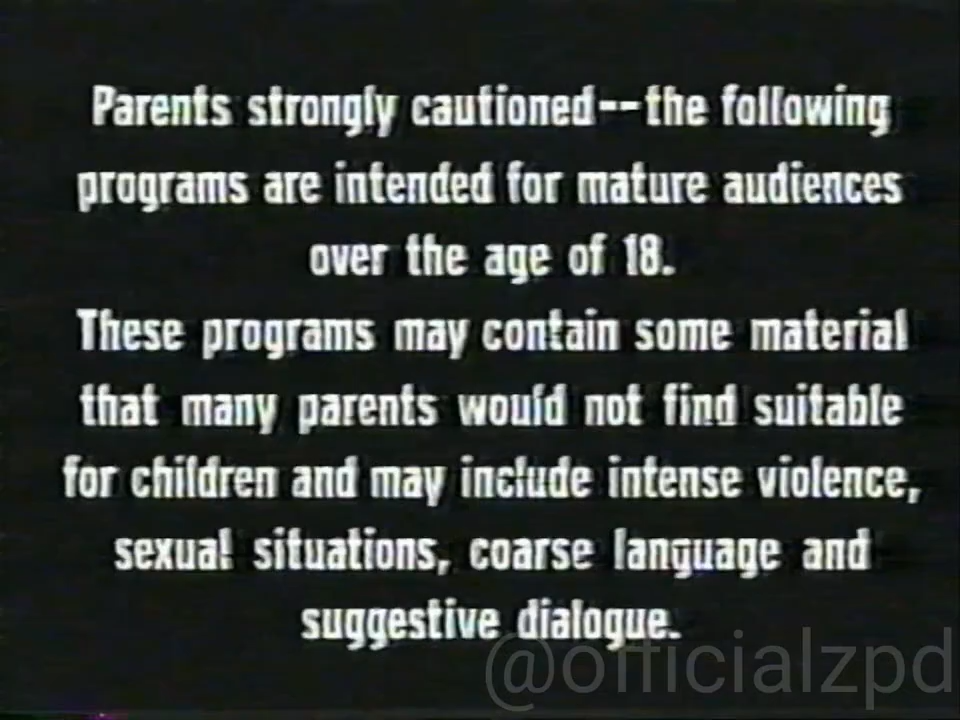 Parents strongly cautioned--the following
programs are intended for mature audiences
over the age of 18.
These programs may contain some material
that many parents would not find suitable
for children and may include intense violence,
sexual situations, coarse language and
suggestive dialogue.
@officialzpd